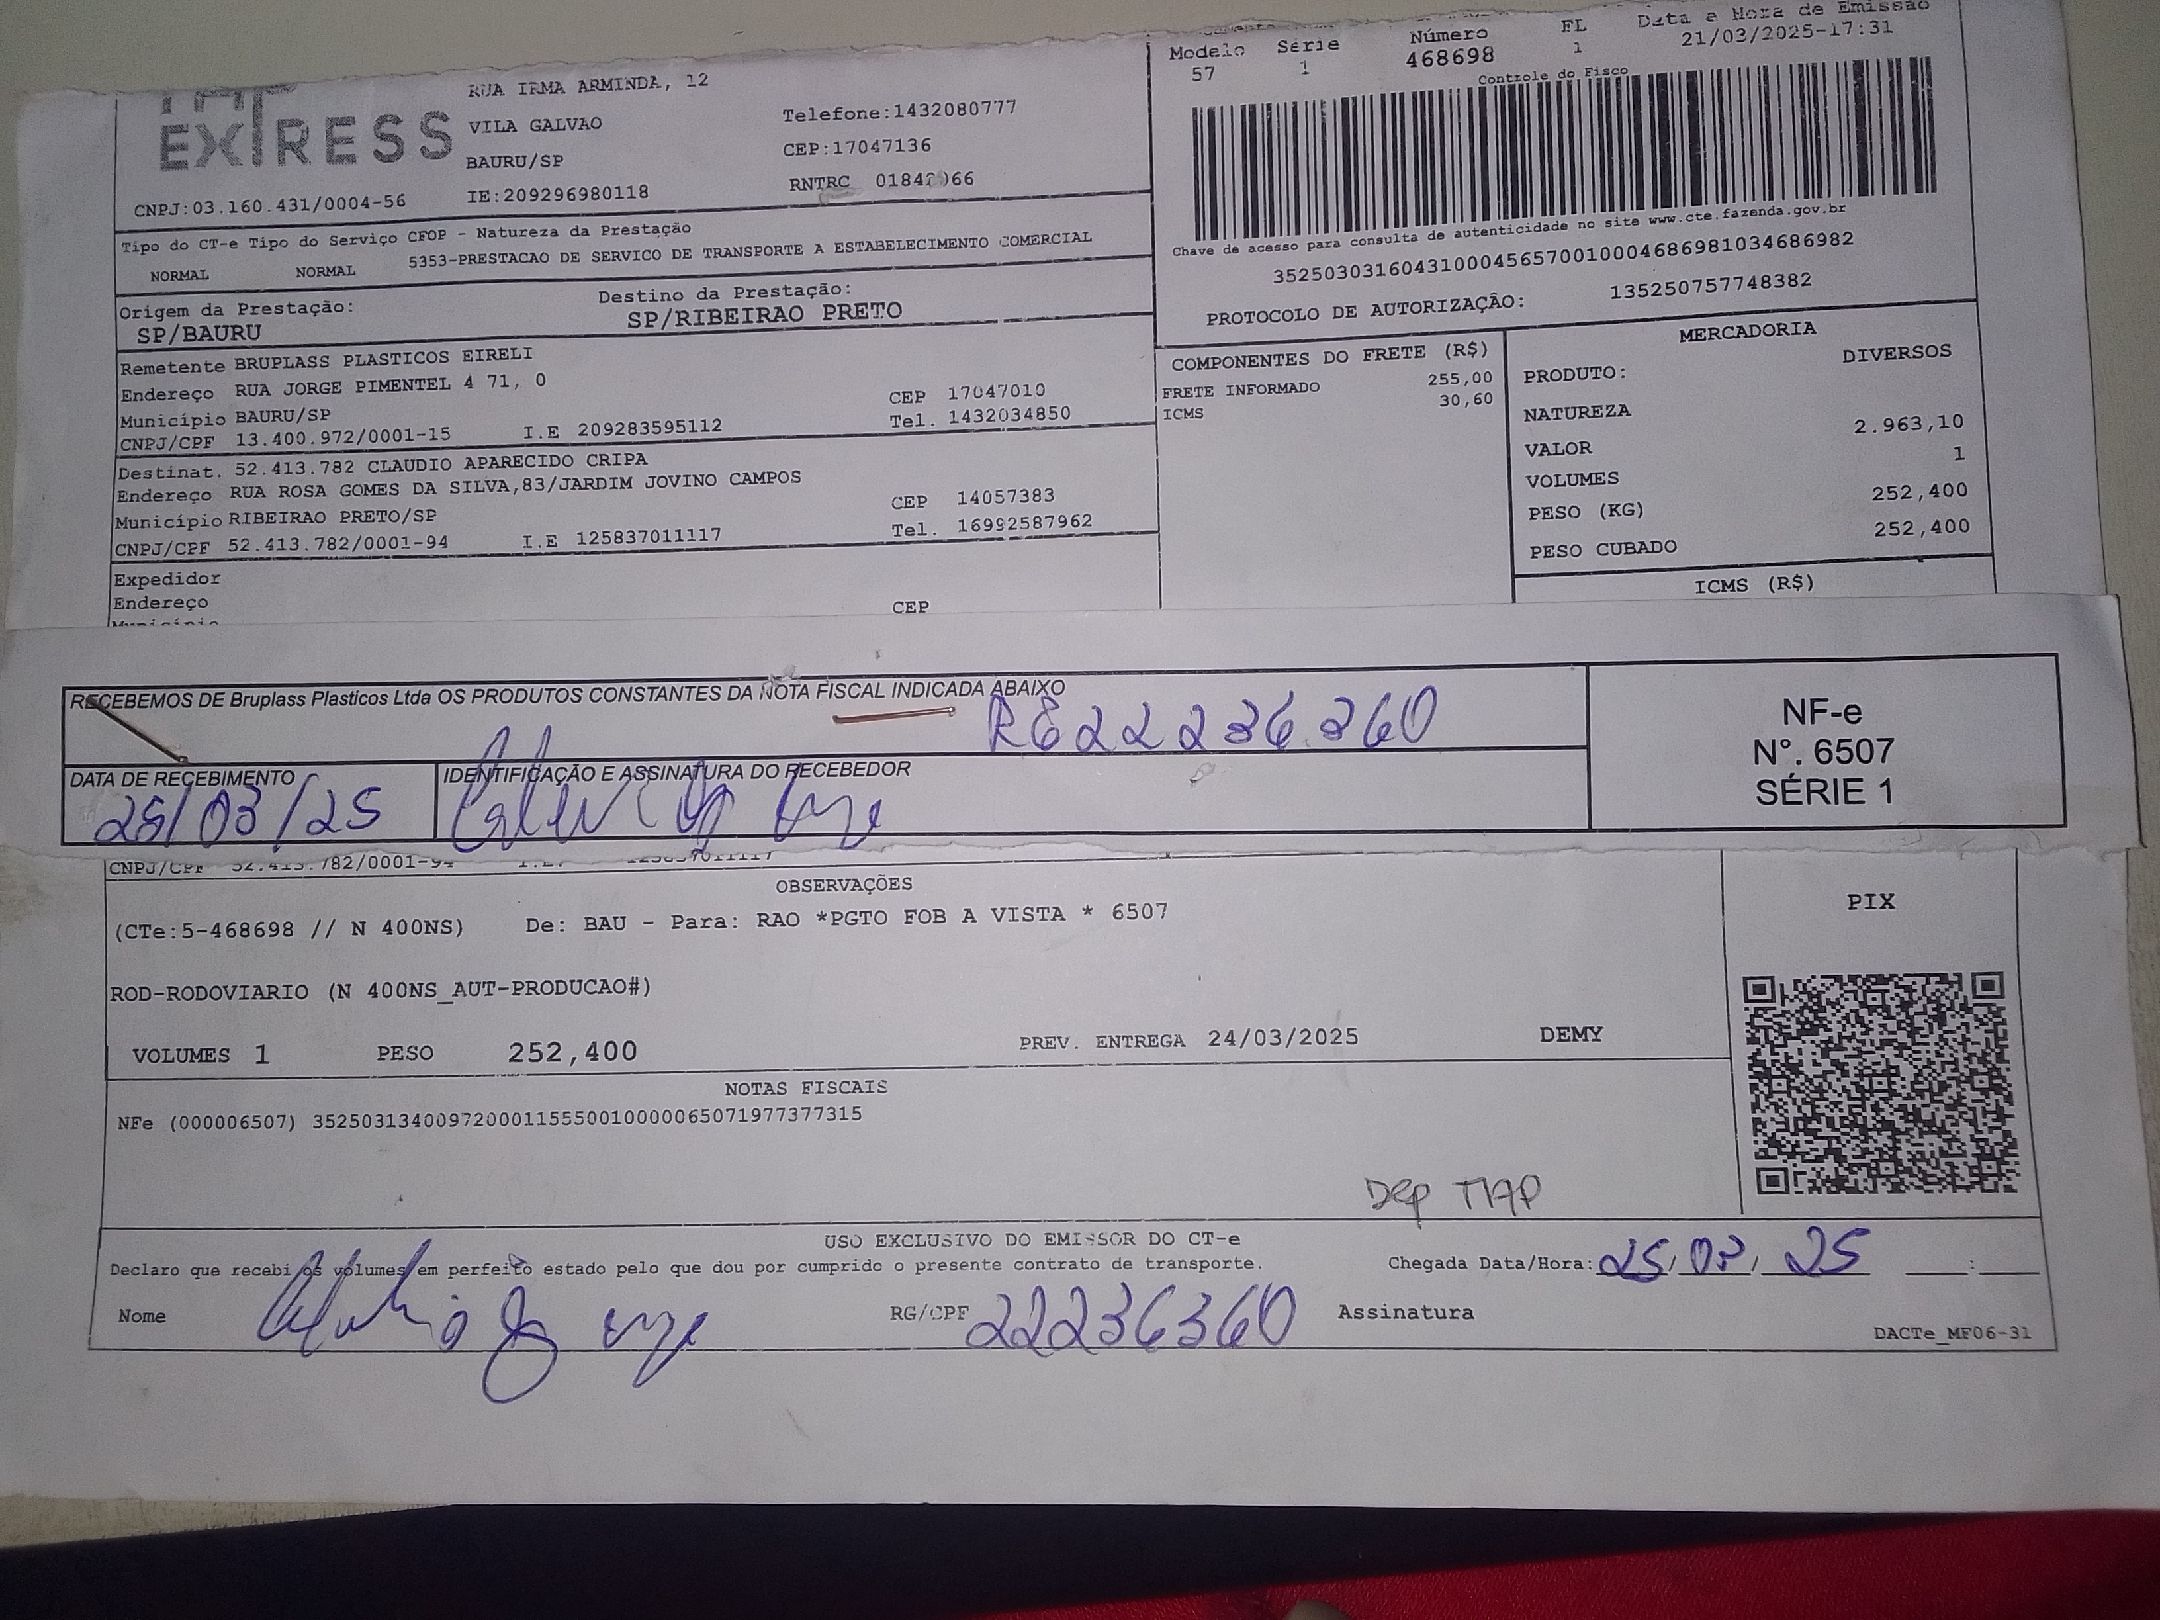 EXPRESS
RUA IRMA ARMINDA, 12
VILA GALVAO
BAURU/SP
IE:209296980118
Telefone:1432080777
CEP:17047136
RNTRC
CNPJ:03.160.431/0004-56
Modelo Série Número FL Data e Hora de Emissão
57 1 468698 1 21/03/2025-17:31
Controle do Fisco
Chave de acesso para consulta de autenticidade no site www.cte.fazenda.gov.br
35250303160431000456570010004686981034686982
PROTOCOLO DE AUTORIZAÇÃO: 135250757748382
Tipo do CT-e Tipo do Serviço CFOP - Natureza da Prestação
NORMAL NORMAL 5353-PRESTACAO DE SERVICO DE TRANSPORTE A ESTABELECIMENTO COMERCIAL
Origem da Prestação: Destino da Prestação:
SP/BAURU SP/RIBEIRAO PRETO
Remetente BRUPLASS PLASTICOS EIRELI
Endereço RUA JORGE PIMENTEL 4 71, 0 CEP 17047010
Município BAURU/SP Tel. 1432034850
CNPJ/CPF 13.400.972/0001-15 I.E 209283595112
Destinat. 52.413.782 CLAUDIO APARECIDO CRIPA
Endereço RUA ROSA GOMES DA SILVA,83/JARDIM JOVINO CAMPOS CEP 14057383
Município RIBEIRAO PRETO/SP Tel. 16992587962
CNPJ/CPF 52.413.782/0001-94 I.E 125837011117
Expedidor
Endereço CEP
Município
COMPONENTES DO FRETE (R$)
FRETE INFORMADO 255,00
ICMS 30,60
MERCADORIA
PRODUTO: DIVERSOS
NATUREZA
VALOR 2.963,10
VOLUMES 1
PESO (KG) 252,400
PESO CUBADO 252,400
ICMS (R$)
RECEBEMOS DE Bruplass Plasticos Ltda OS PRODUTOS CONSTANTES DA NOTA FISCAL INDICADA ABAIXO
22236360
DATA DE RECEBIMENTO IDENTIFICAÇÃO E ASSINATURA DO RECEBEDOR
25/03/25
NF-e
N°. 6507
SÉRIE 1
CNPJ/CPF 52.413.782/0001-94 I.E. 125837011117
OBSERVAÇÕES
(CTe:5-468698 // N 400NS) De: BAU - Para: RAO *PGTO FOB A VISTA * 6507
ROD-RODOVIARIO (N 400NS_AUT-PRODUCAO#)
VOLUMES 1 PESO 252,400 PREV. ENTREGA 24/03/2025 DEMY
PIX
NOTAS FISCAIS
NFe (000006507) 35250313400972000115550010000065071977377315
Dep TIAP
USO EXCLUSIVO DO EMISSOR DO CT-e
Declaro que recebi os volumes em perfeito estado pelo que dou por cumprido o presente contrato de transporte. Chegada Data/Hora: 25/03/25 :
Nome RG/CPF 22236360 Assinatura
DACTe_MF06-31